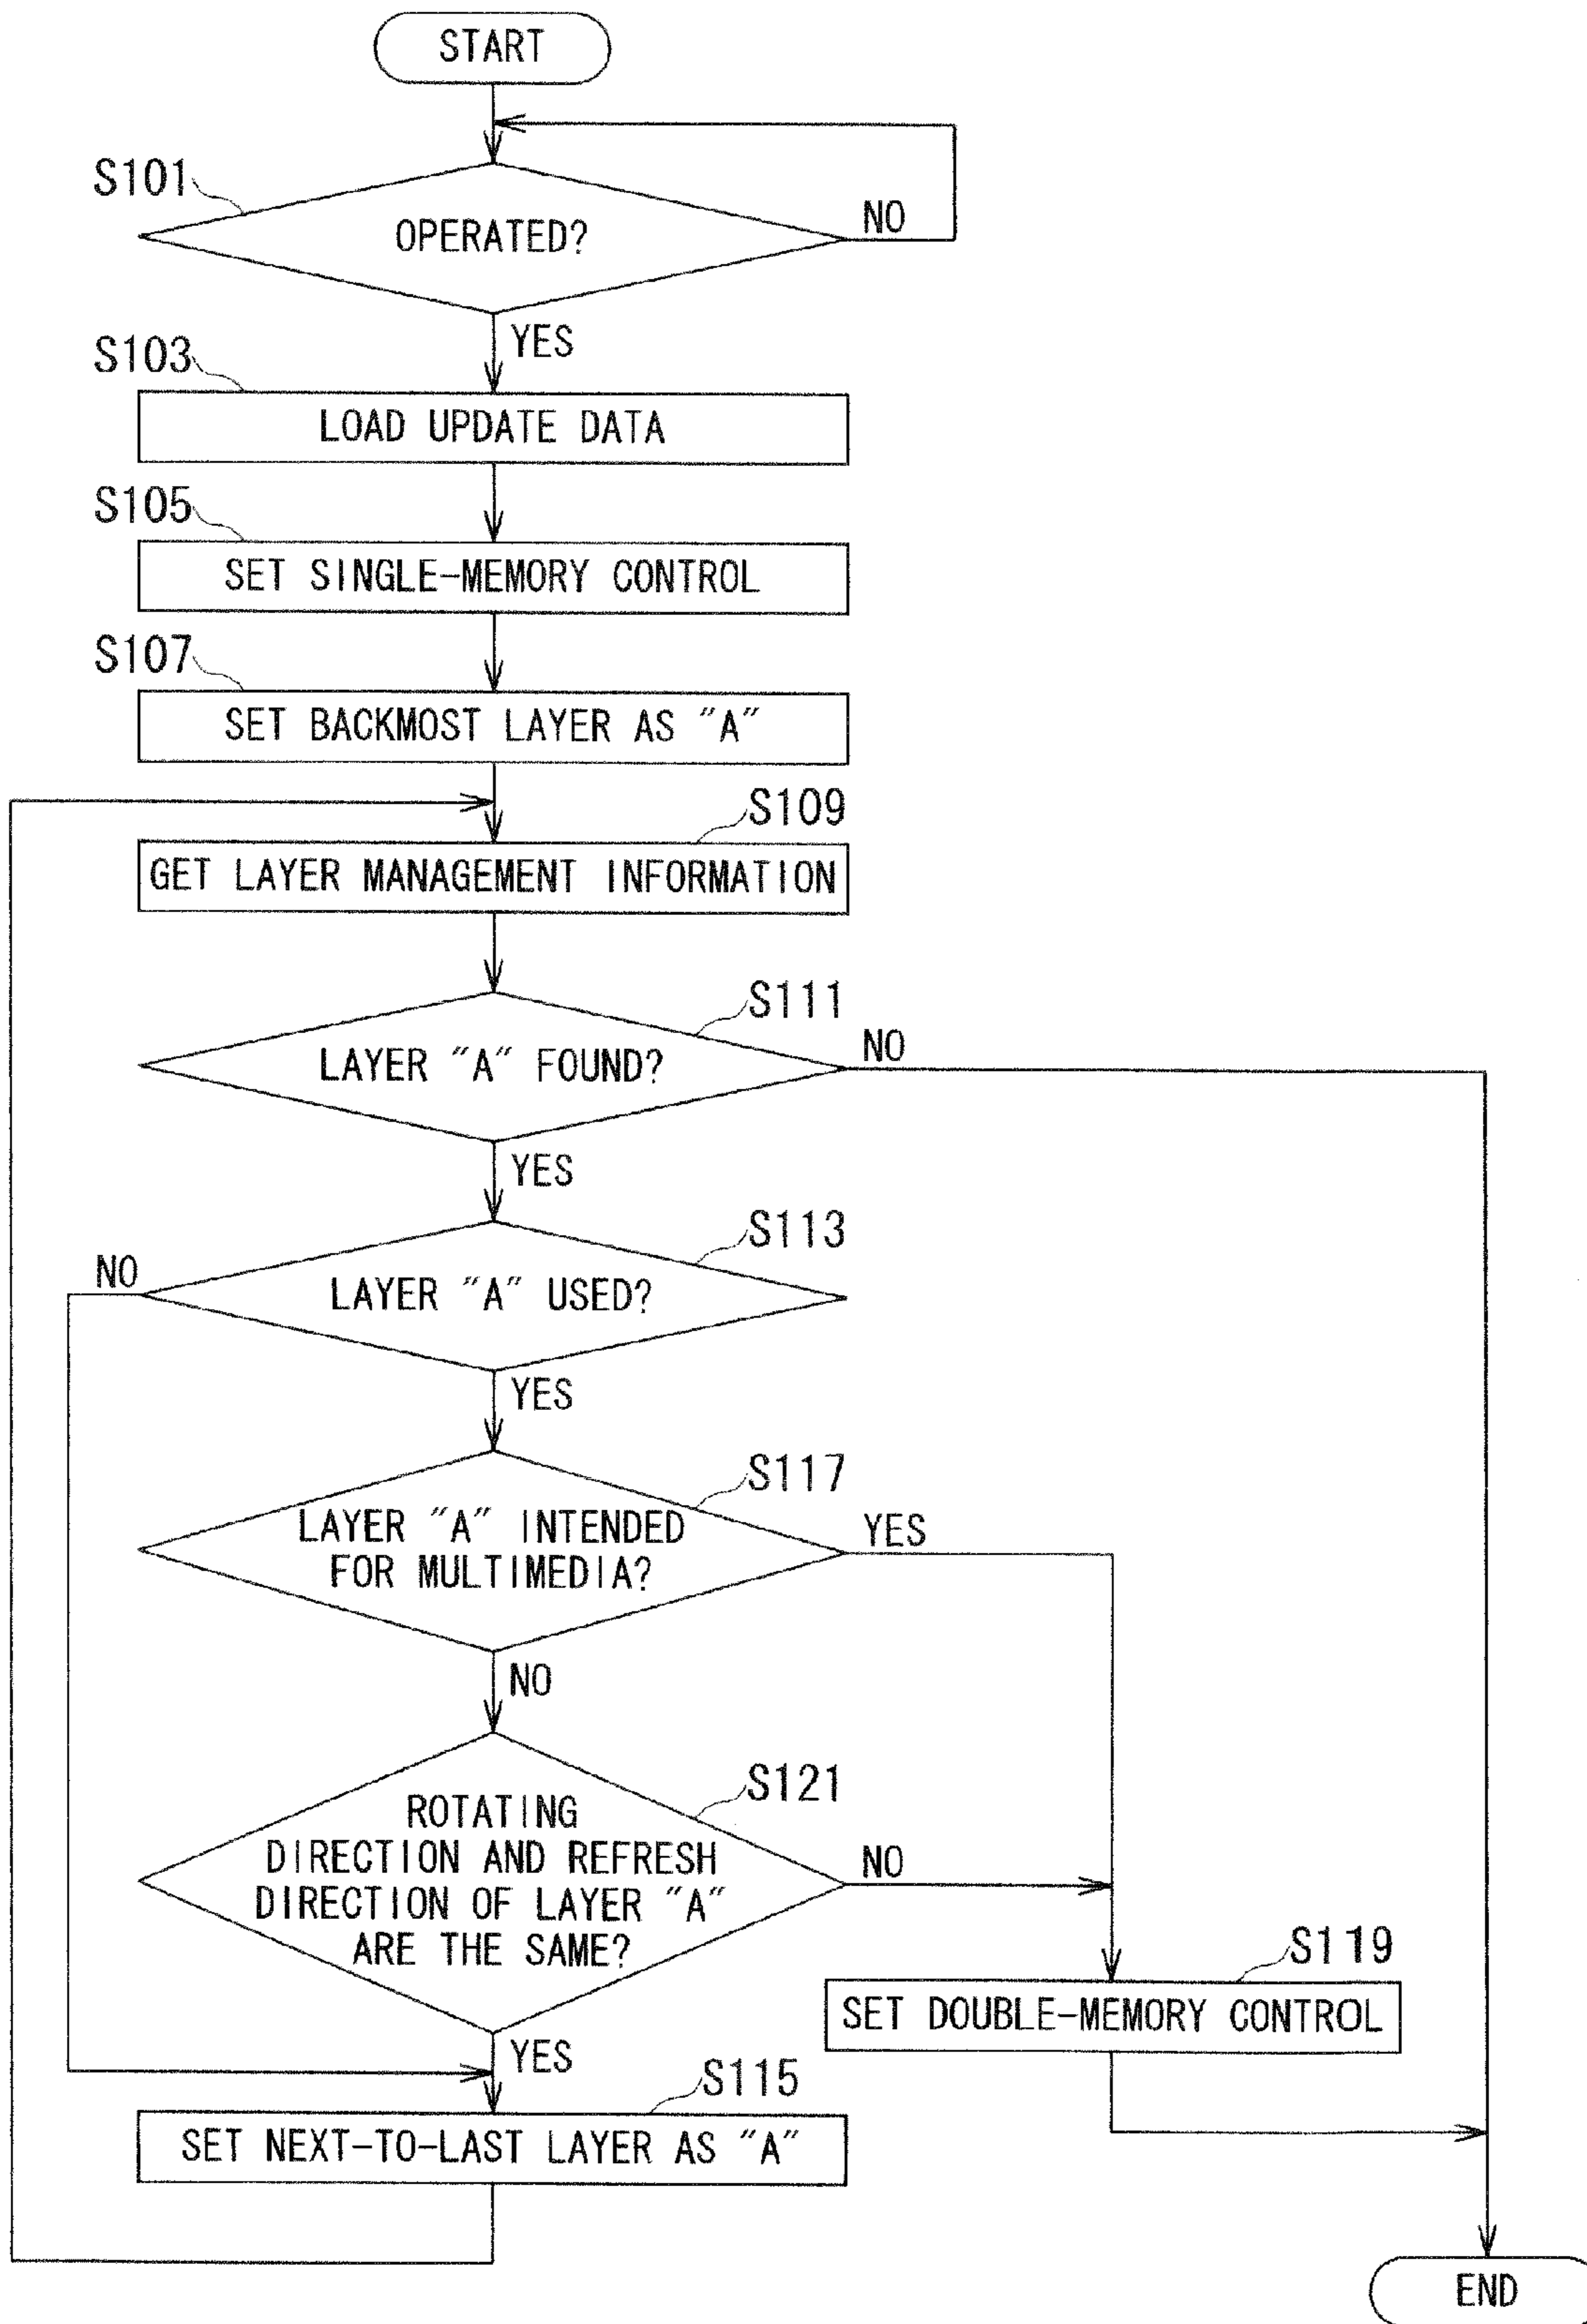 START
S101
OPERATED?
NO
YES
S103
LOAD UPDATE DATA
S105
SET SINGLE-MEMORY CONTROL
S107
SET BACKMOST LAYER AS "A"
S109
GET LAYER MANAGEMENT INFORMATION
S111
LAYER "A" FOUND?
NO
YES
S113
NO
LAYER "A" USED?
YES
S117
LAYER "A" INTENDED
FOR MULTIMEDIA?
YES
NO
S121
ROTATING
DIRECTION AND REFRESH
DIRECTION OF LAYER "A"
ARE THE SAME?
NO
S119
SET DOUBLE-MEMORY CONTROL
YES
S115
SET NEXT-TO-LAST LAYER AS "A"
END